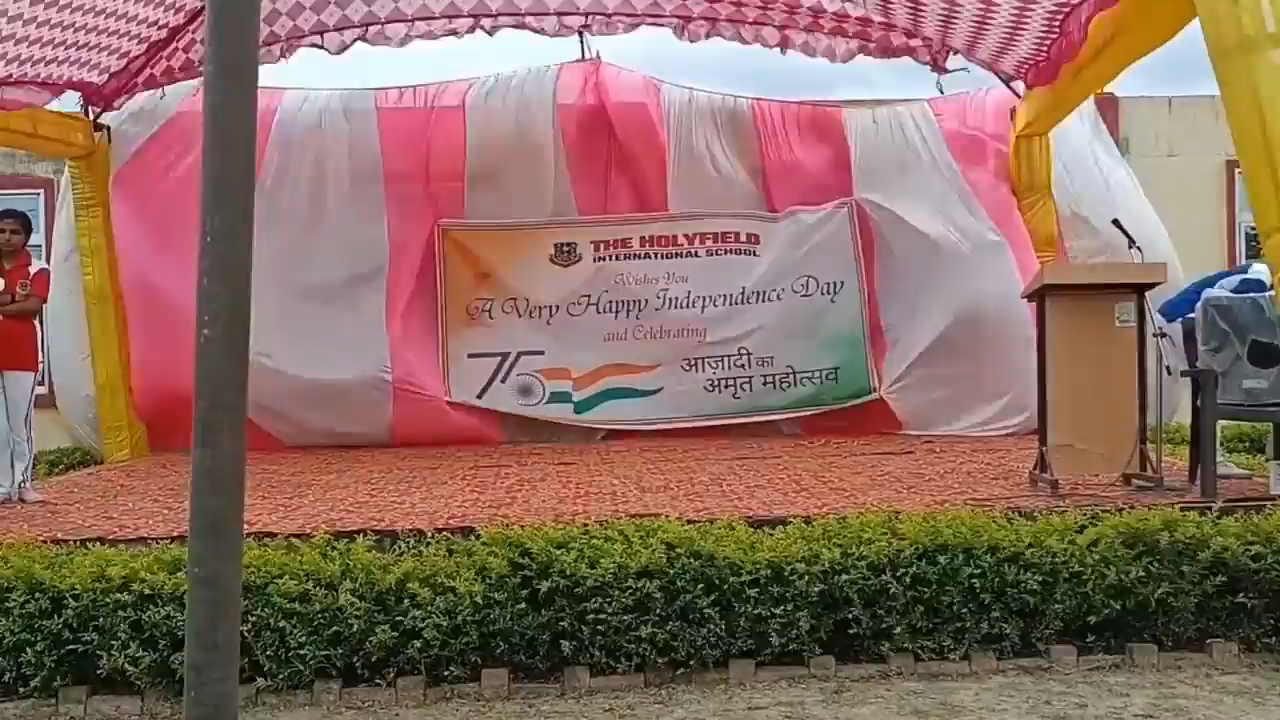 THE HOLYFIELD
INTERNATIONAL SCHOOL
Wishes You
A Very Happy Independence Day
and Celebrating
75
आज़ादी का
अमृत महोत्सव